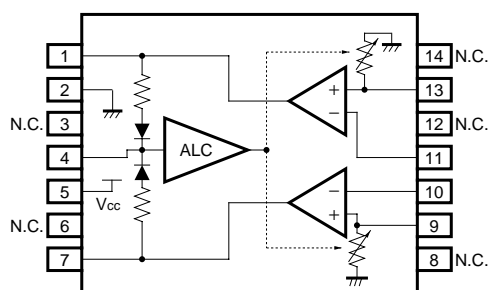 1
14 N.C.
2
13
N.C. 3
12 N.C.
4
ALC
11
5
10
Vcc
N.C. 6
9
7
8 N.C.
+
−
−
+